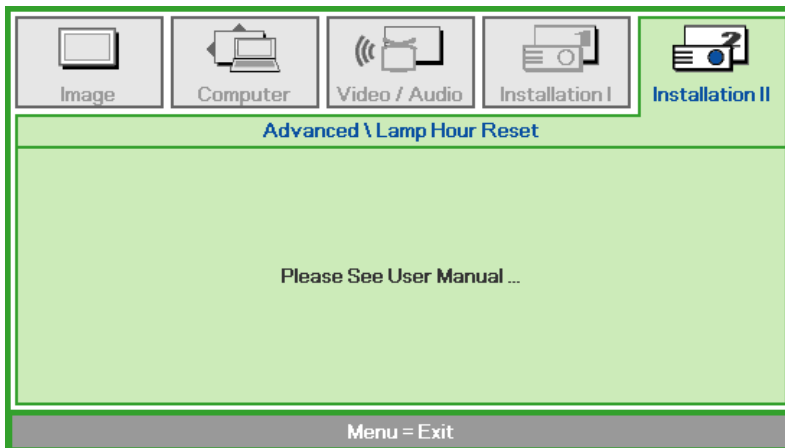 Image
Computer
Video / Audio
Installation I
Installation II
Advanced \ Lamp Hour Reset
Please See User Manual ...
Menu = Exit